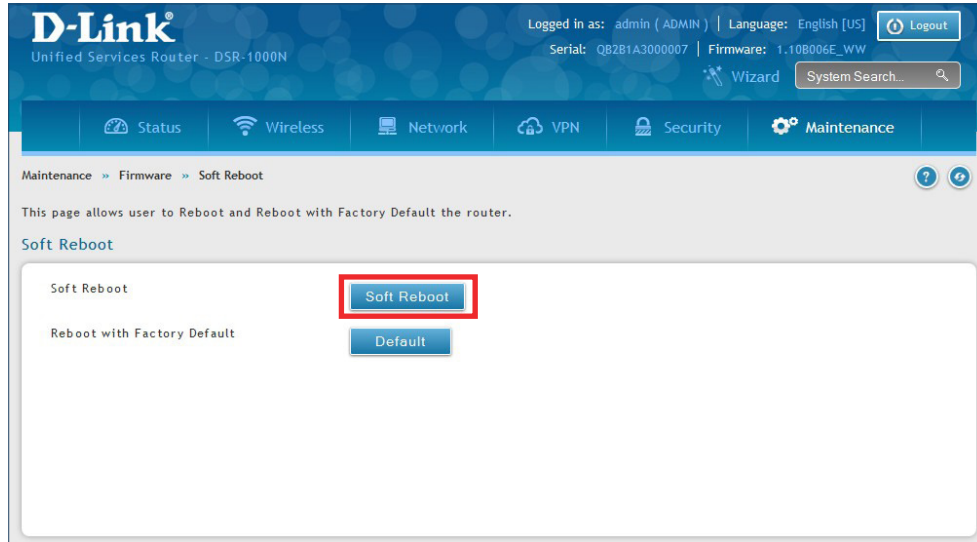 D-Link®
Unified Services Router - DSR-1000N
Logged in as: admin ( ADMIN ) | Language: English [US]
Logout
Serial: QB2B1A3000007 | Firmware: 1.10B006E_WW
Wizard
System Search...
Status
Wireless
Network
VPN
Security
Maintenance
Maintenance » Firmware » Soft Reboot
This page allows user to Reboot and Reboot with Factory Default the router.
Soft Reboot
Soft Reboot
Soft Reboot
Reboot with Factory Default
Default